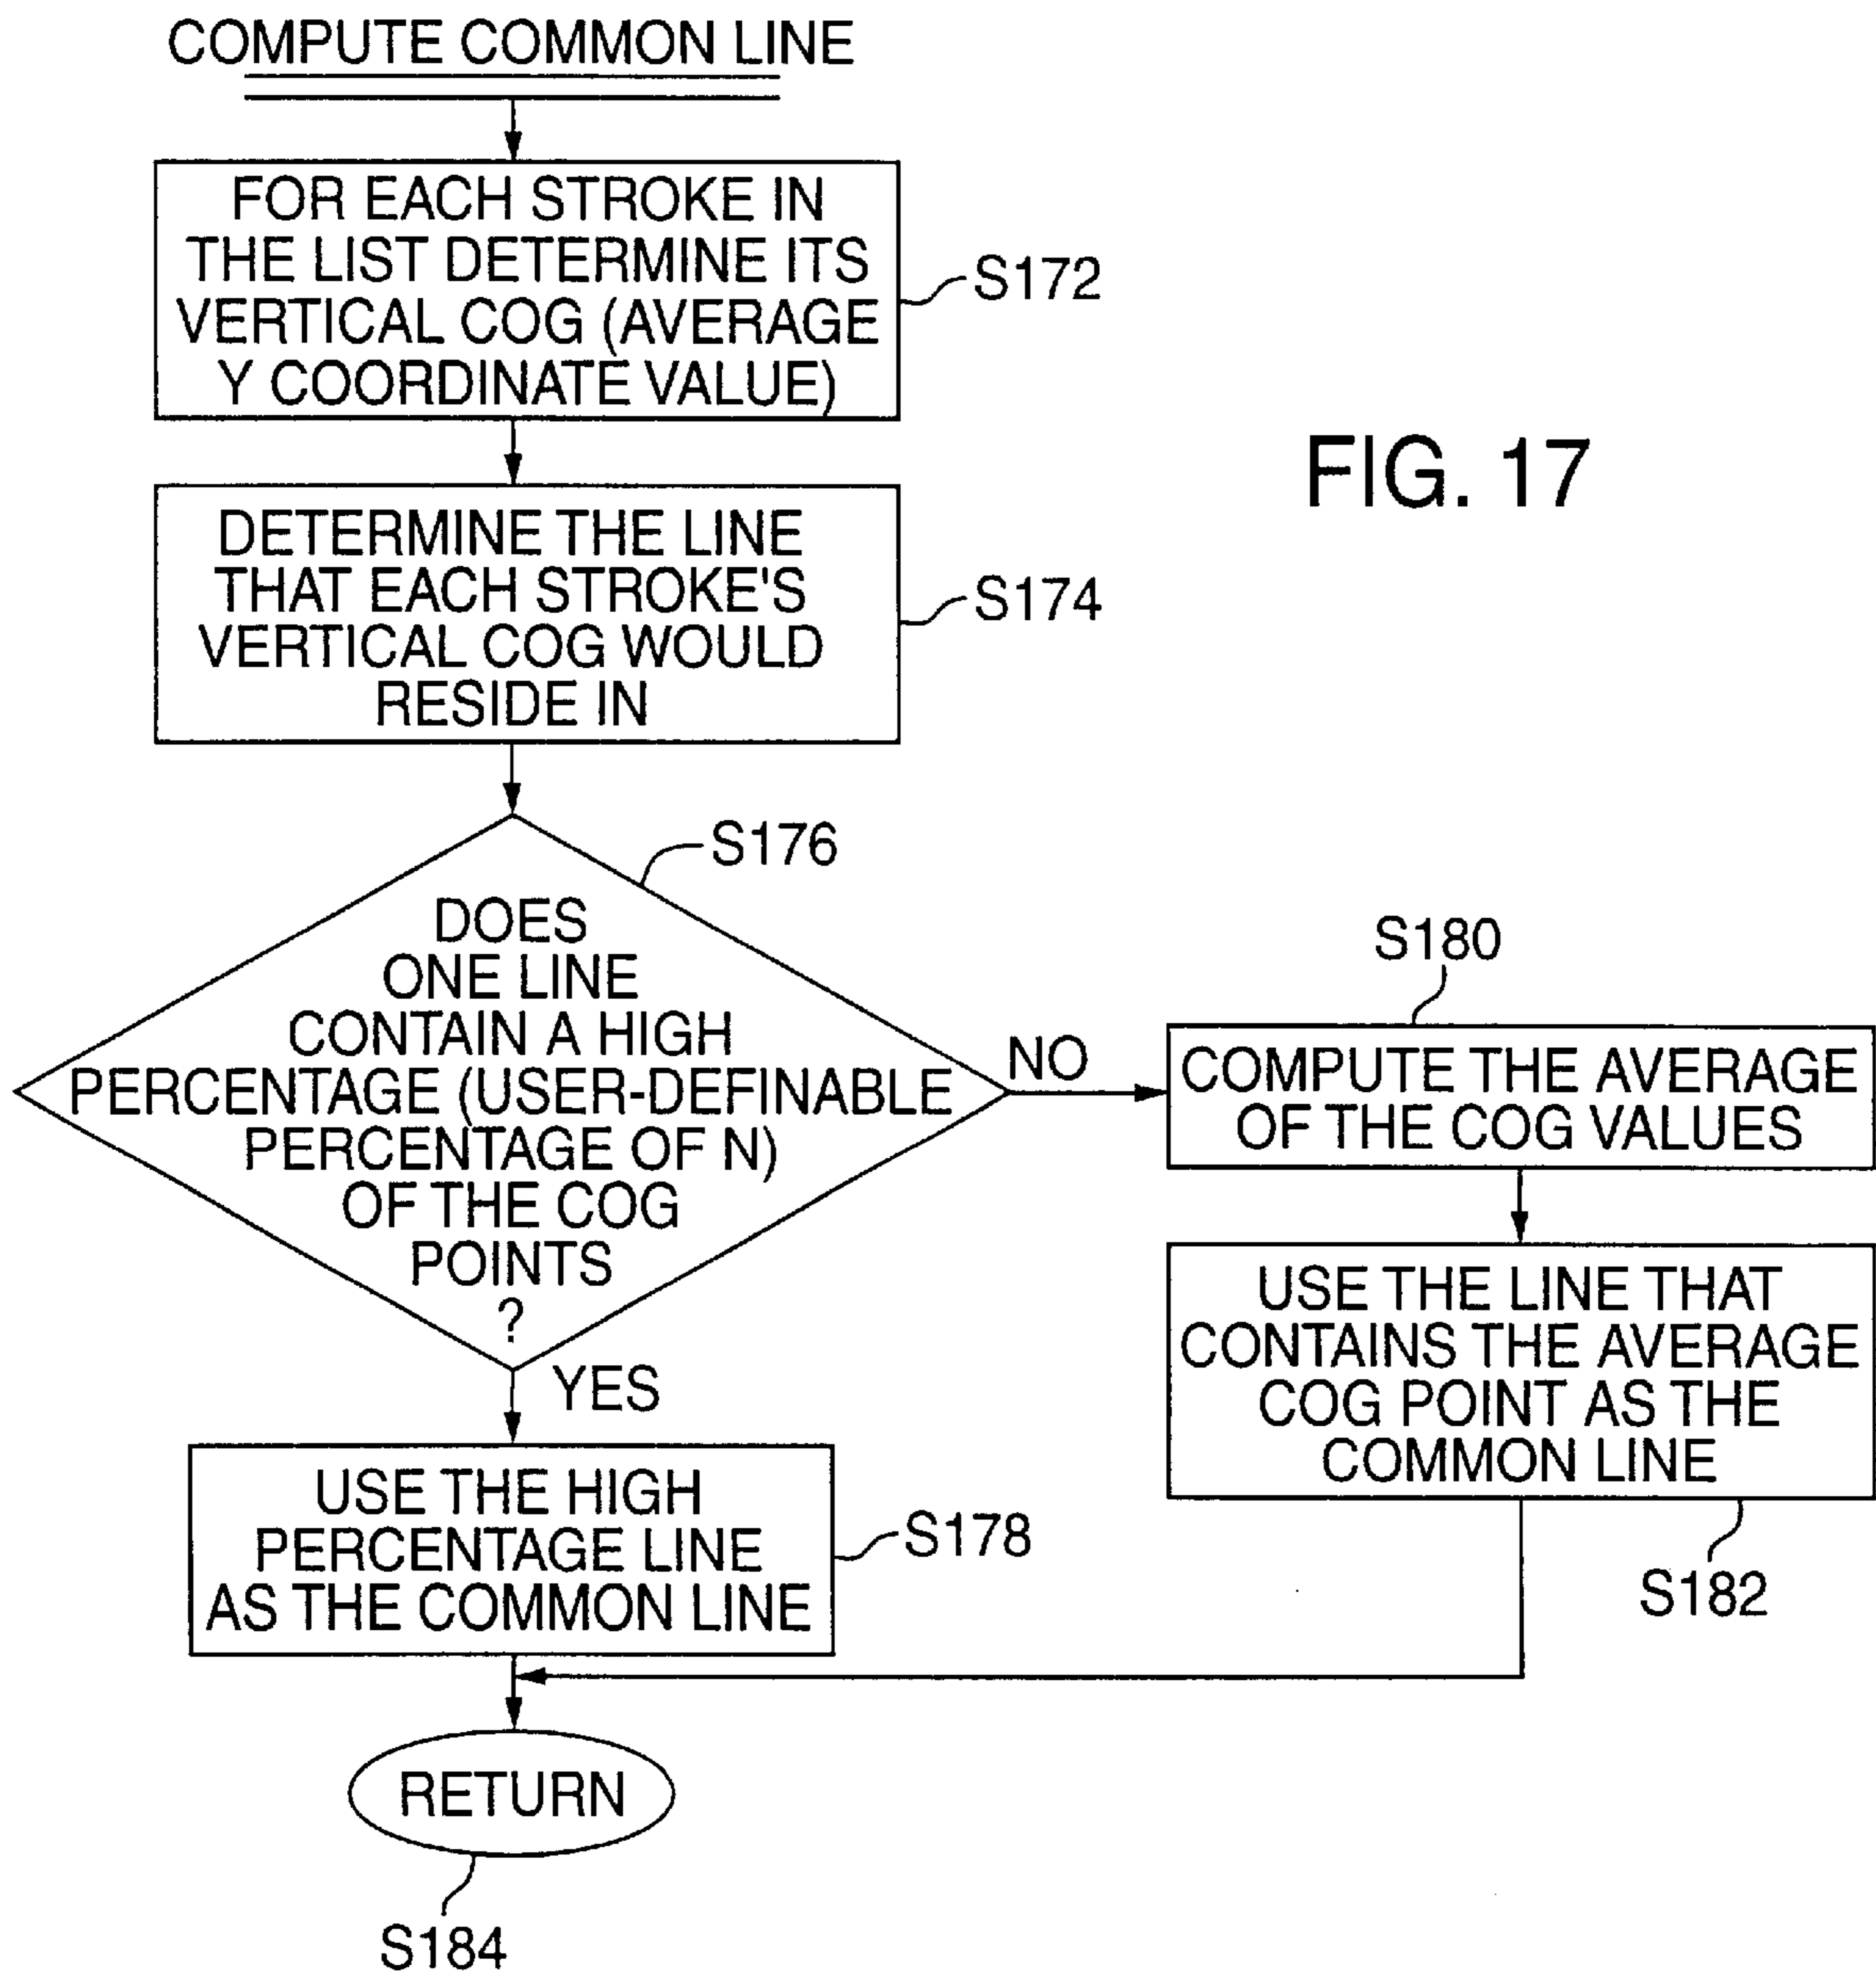 COMPUTE COMMON LINE
FOR EACH STROKE IN
THE LIST DETERMINE ITS
VERTICAL COG (AVERAGE
Y COORDINATE VALUE)
S172
FIG. 17
DETERMINE THE LINE
THAT EACH STROKE'S
VERTICAL COG WOULD
RESIDE IN
S174
S176
DOES
ONE LINE
CONTAIN A HIGH
PERCENTAGE (USER-DEFINABLE
PERCENTAGE OF N)
OF THE COG
POINTS
?
NO
S180
COMPUTE THE AVERAGE
OF THE COG VALUES
USE THE LINE THAT
CONTAINS THE AVERAGE
COG POINT AS THE
COMMON LINE
S182
YES
USE THE HIGH
PERCENTAGE LINE
AS THE COMMON LINE
S178
RETURN
S184